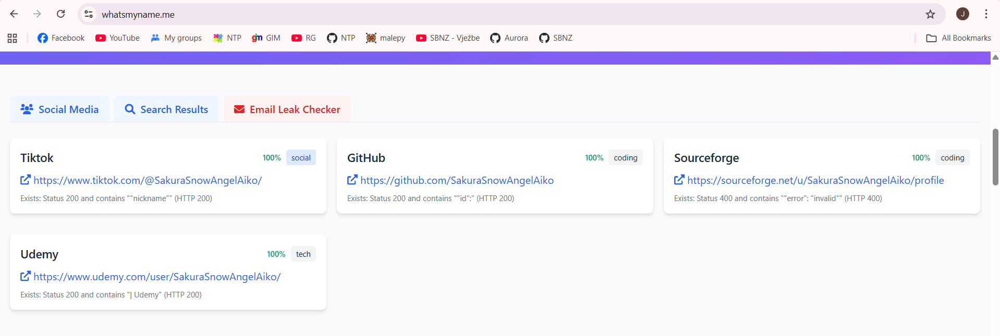 whatsmyname.me
J
Facebook YouTube My groups NTP GIM RG NTP malepy SBNZ - Vježbe Aurora SBNZ All Bookmarks
Social Media Search Results Email Leak Checker
Tiktok 100% social
https://www.tiktok.com/@SakuraSnowAngelAiko/
Exists: Status 200 and contains ""nickname"" (HTTP 200)
GitHub 100% coding
https://github.com/SakuraSnowAngelAiko
Exists: Status 200 and contains ""id":" (HTTP 200)
Sourceforge 100% coding
https://sourceforge.net/u/SakuraSnowAngelAiko/profile
Exists: Status 400 and contains ""error": "invalid"" (HTTP 400)
Udemy 100% tech
https://www.udemy.com/user/SakuraSnowAngelAiko/
Exists: Status 200 and contains "| Udemy" (HTTP 200)